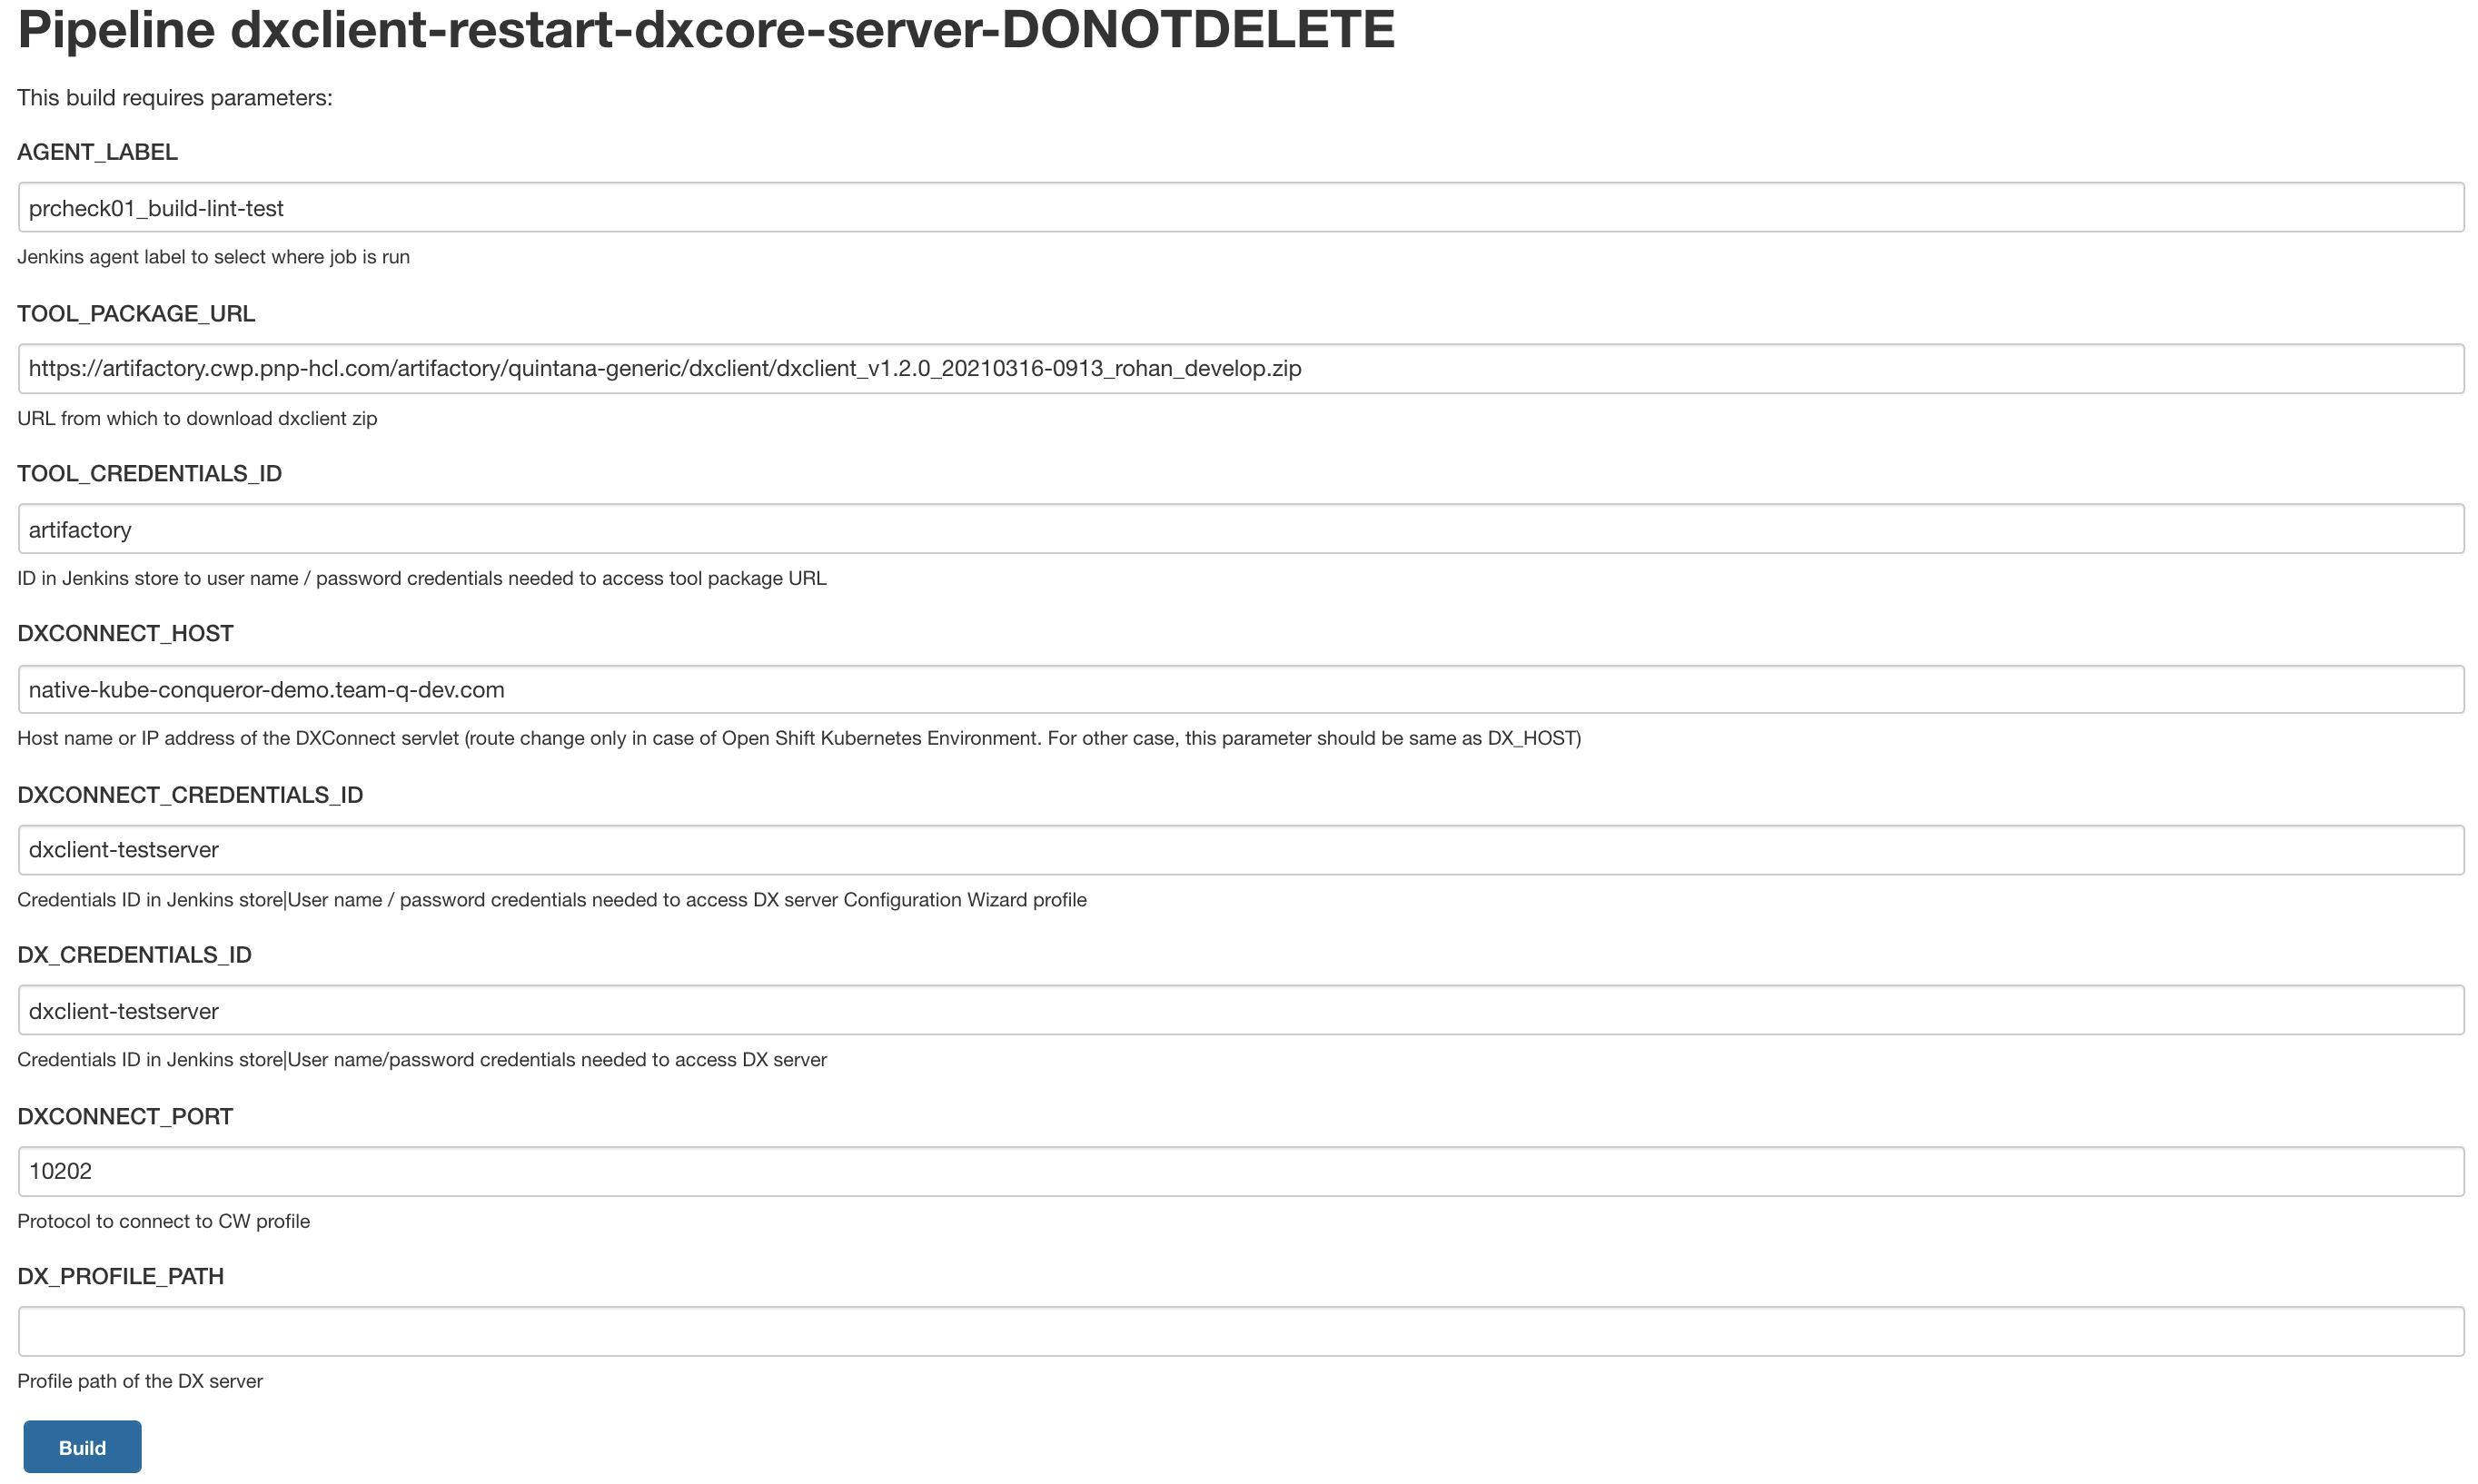 Pipeline dxclient-restart-dxcore-server-DONOTDELETE
This build requires parameters:
AGENT_LABEL
prcheck01_build-lint-test
Jenkins agent label to select where job is run
TOOL_PACKAGE_URL
https://artifactory.cwp.pnp-hcl.com/artifactory/quintana-generic/dxclient/dxclient_v1.2.0_20210316-0913_rohan_develop.zip
URL from which to download dxclient zip
TOOL_CREDENTIALS_ID
artifactory
ID in Jenkins store to user name / password credentials needed to access tool package URL
DXCONNECT_HOST
native-kube-conqueror-demo.team-q-dev.com
Host name or IP address of the DXConnect servlet (route change only in case of Open Shift Kubernetes Environment. For other case, this parameter should be same as DX_HOST)
DXCONNECT_CREDENTIALS_ID
dxclient-testserver
Credentials ID in Jenkins store|User name / password credentials needed to access DX server Configuration Wizard profile
DX_CREDENTIALS_ID
dxclient-testserver
Credentials ID in Jenkins store|User name/password credentials needed to access DX server
DXCONNECT_PORT
10202
Protocol to connect to CW profile
DX_PROFILE_PATH
Profile path of the DX server
Build